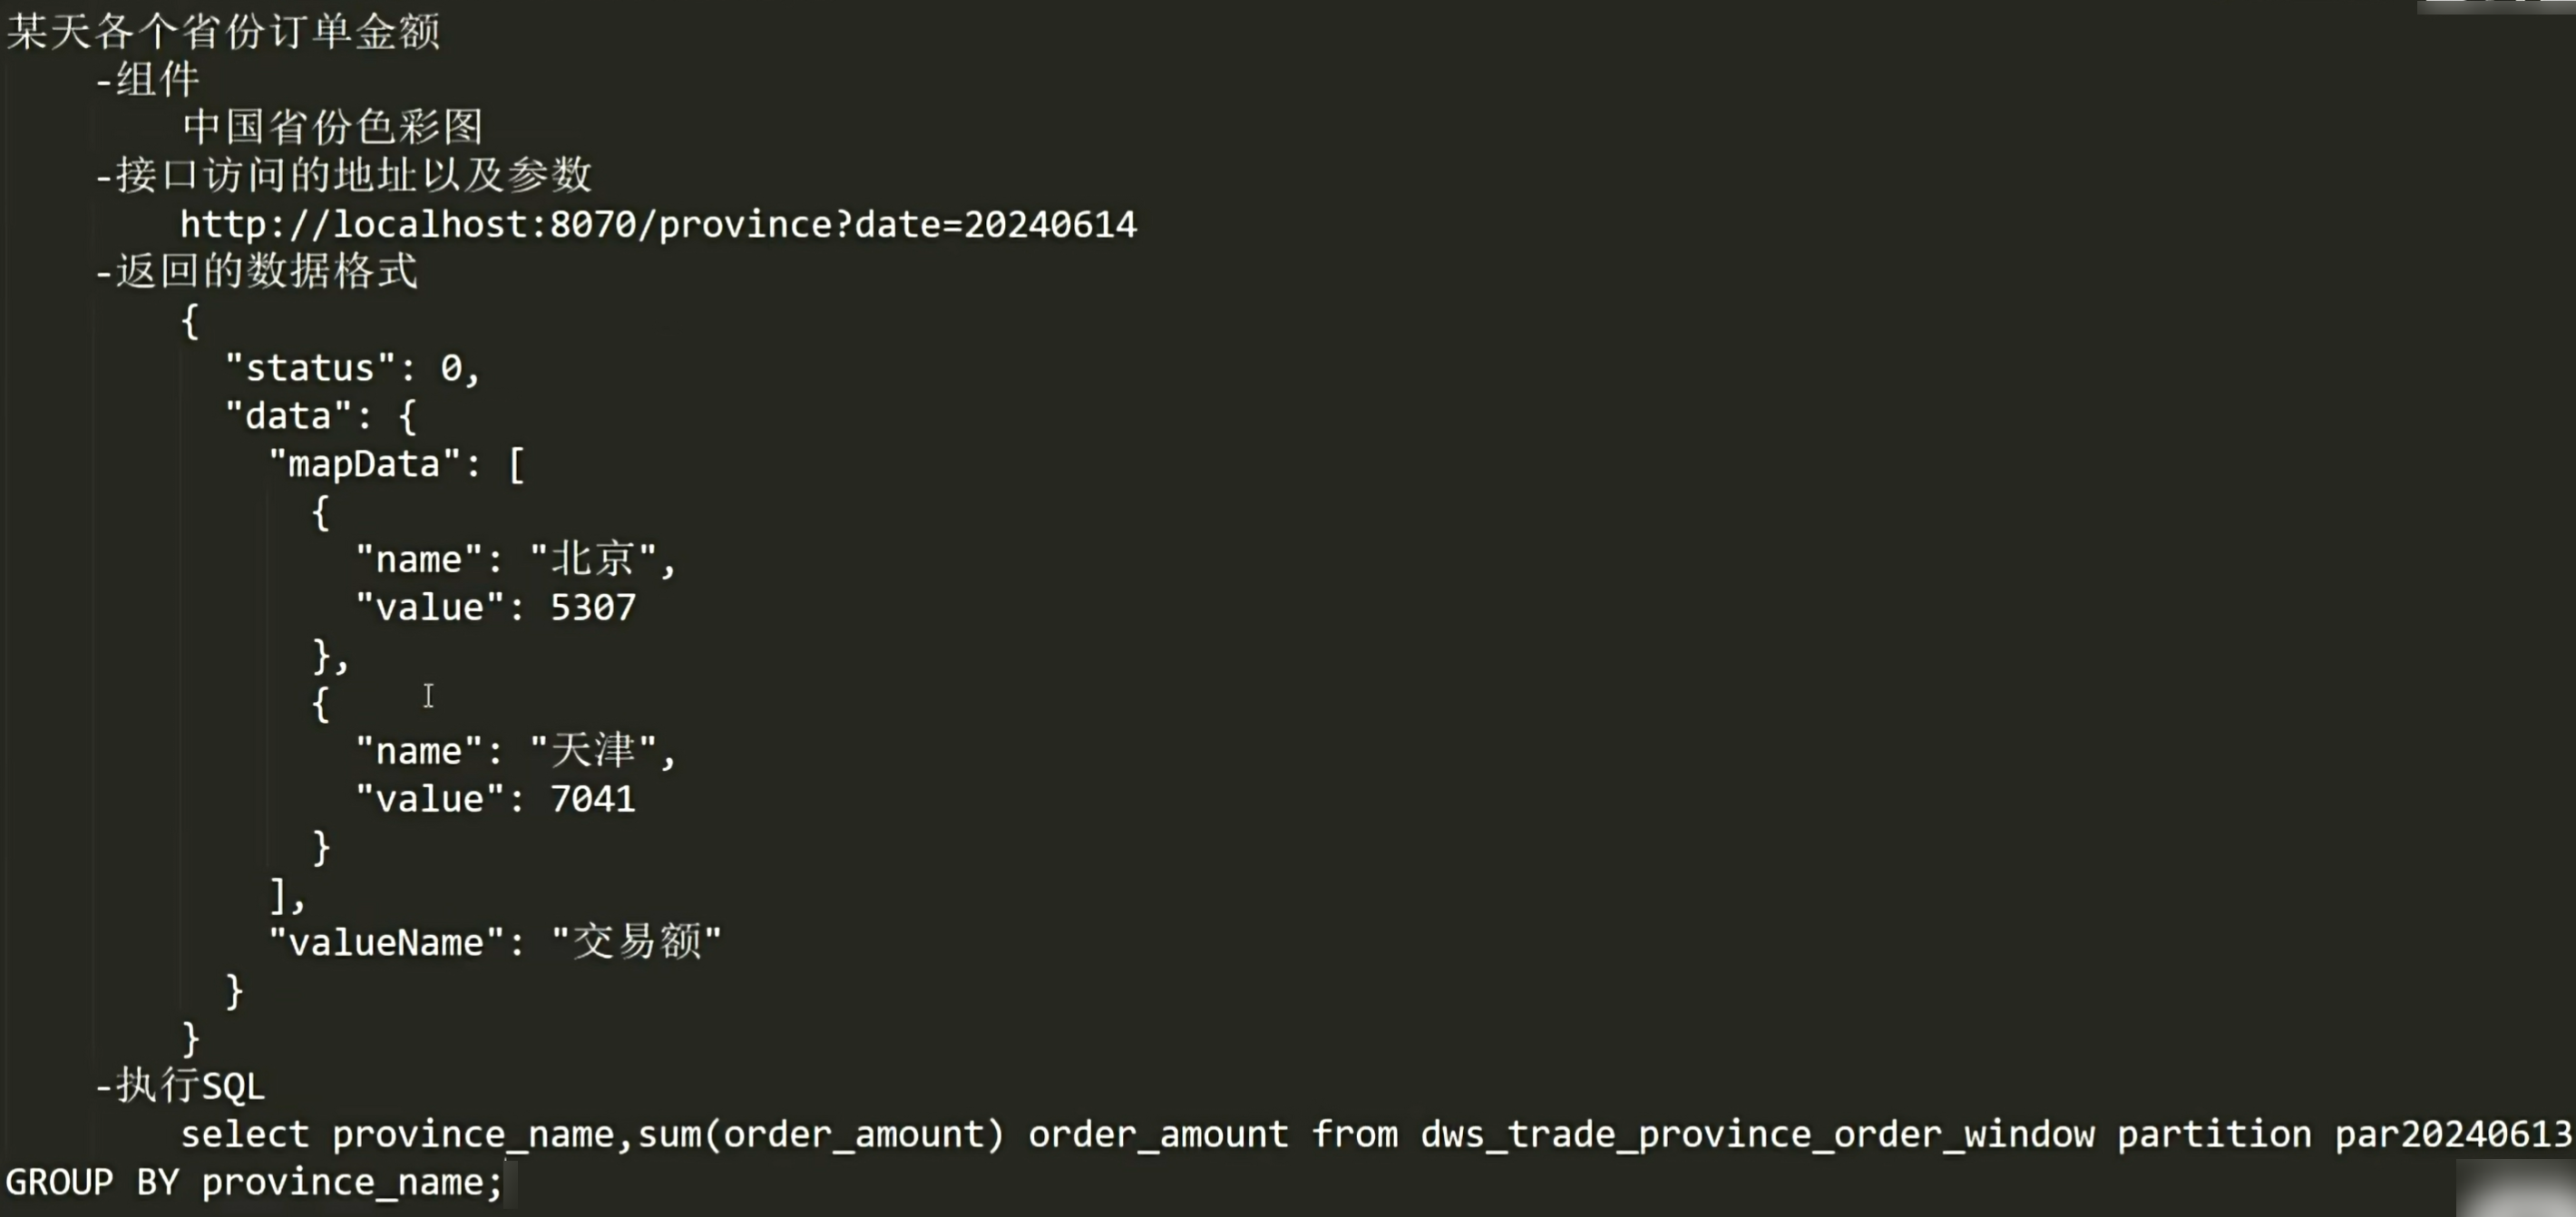 某天各个省份订单金额
-组件
中国省份色彩图
-接口访问的地址以及参数
http://localhost:8070/province?date=20240614
-返回的数据格式
{
"status": 0,
"data": {
"mapData": [
{
"name": "北京",
"value": 5307
},
{
"name": "天津",
"value": 7041
}
],
"valueName": "交易额"
}
}
-执行SQL
select province_name,sum(order_amount) order_amount from dws_trade_province_order_window partition par20240613
GROUP BY province_name;